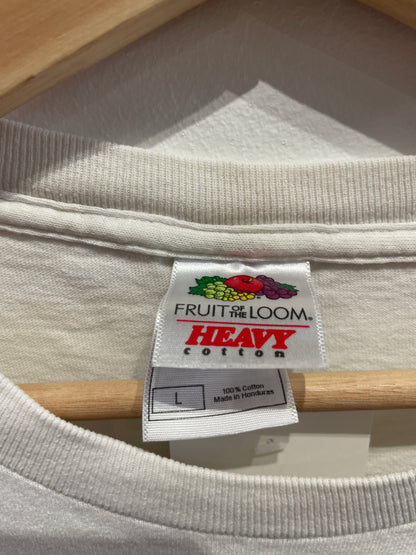 FRUIT OF THE LOOM®
HEAVY
cotton
L
100% Cotton
Made in Honduras